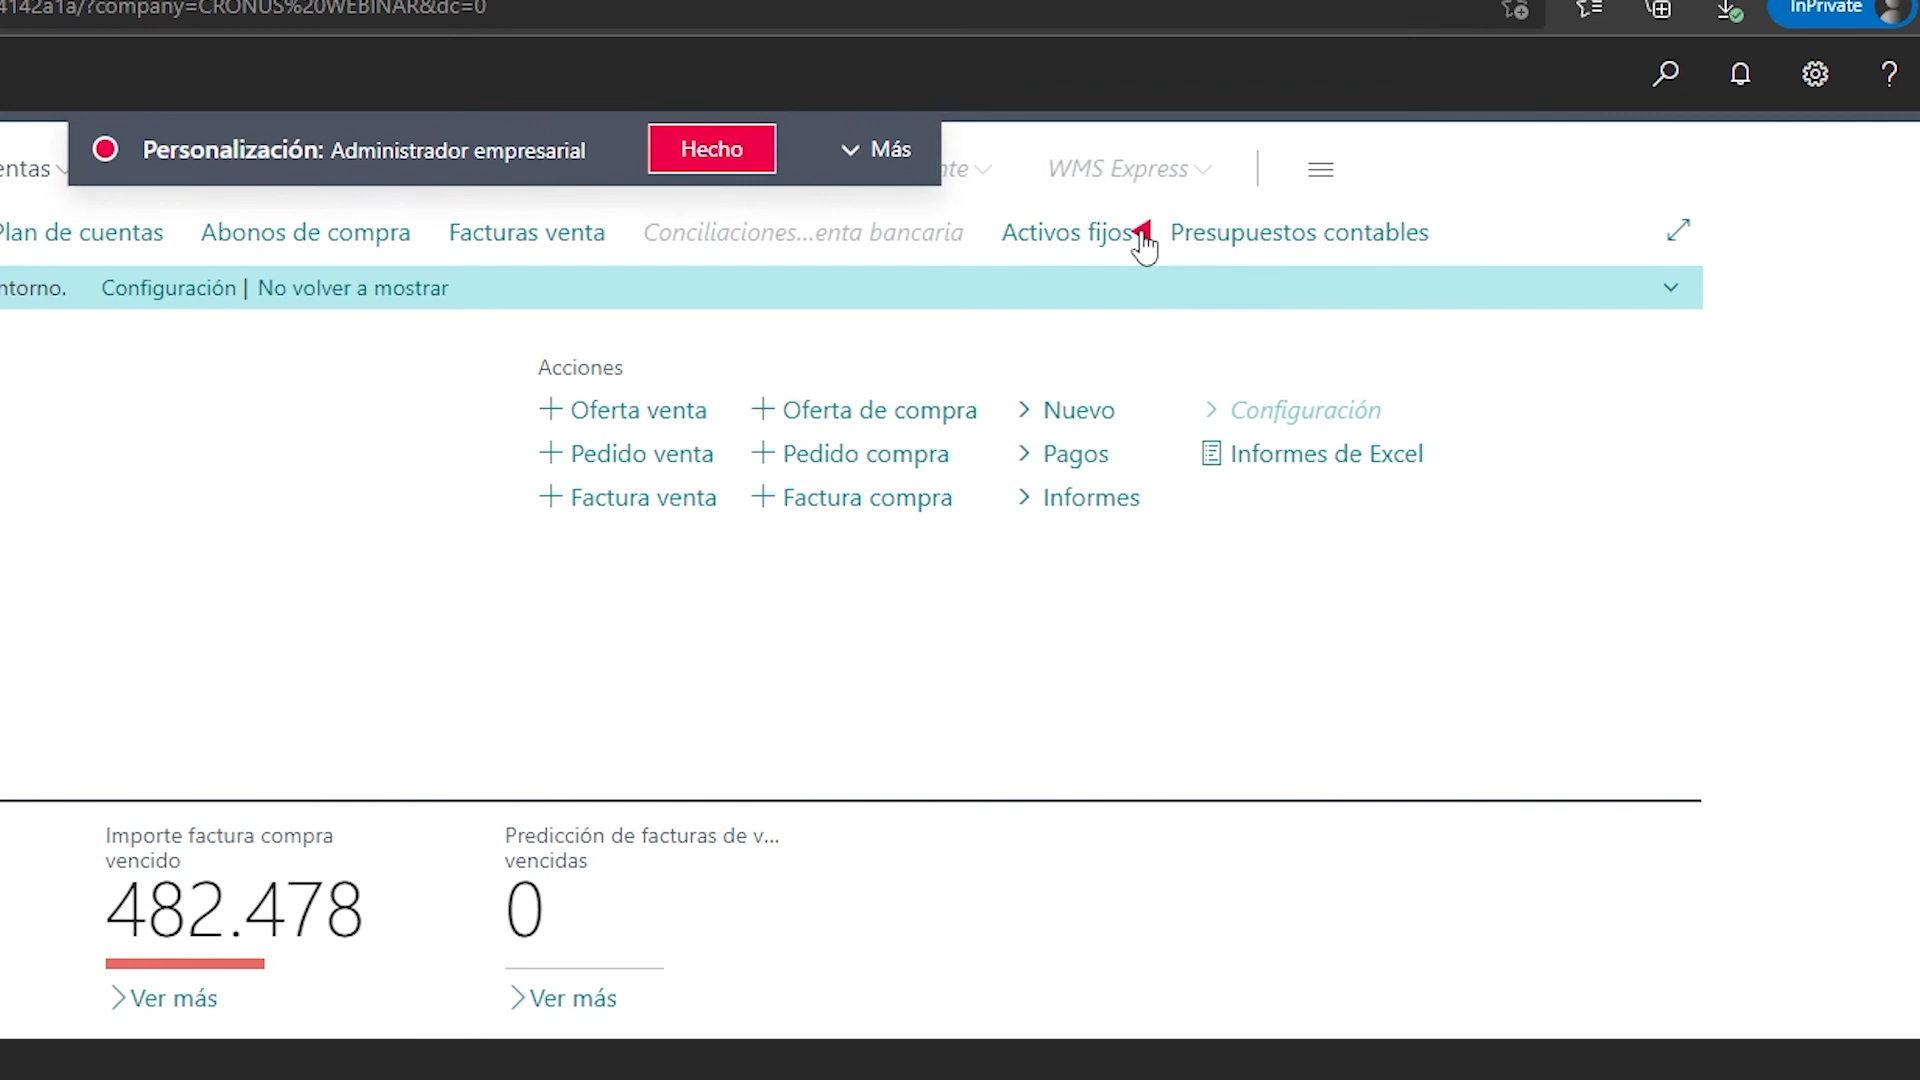 4142a1a/?company=CRONUS%20WEBINAR&dc=0
InPrivate
Personalización: Administrador empresarial
Hecho
Más
entas
nte
WMS Express
Plan de cuentas
Abonos de compra
Facturas venta
Conciliaciones...enta bancaria
Activos fijos
Presupuestos contables
ntorno. Configuración | No volver a mostrar
Acciones
Oferta venta
Oferta de compra
Nuevo
Configuración
Pedido venta
Pedido compra
Pagos
Informes de Excel
Factura venta
Factura compra
Informes
Importe factura compra
vencido
482.478
Ver más
Predicción de facturas de v...
vencidas
0
Ver más